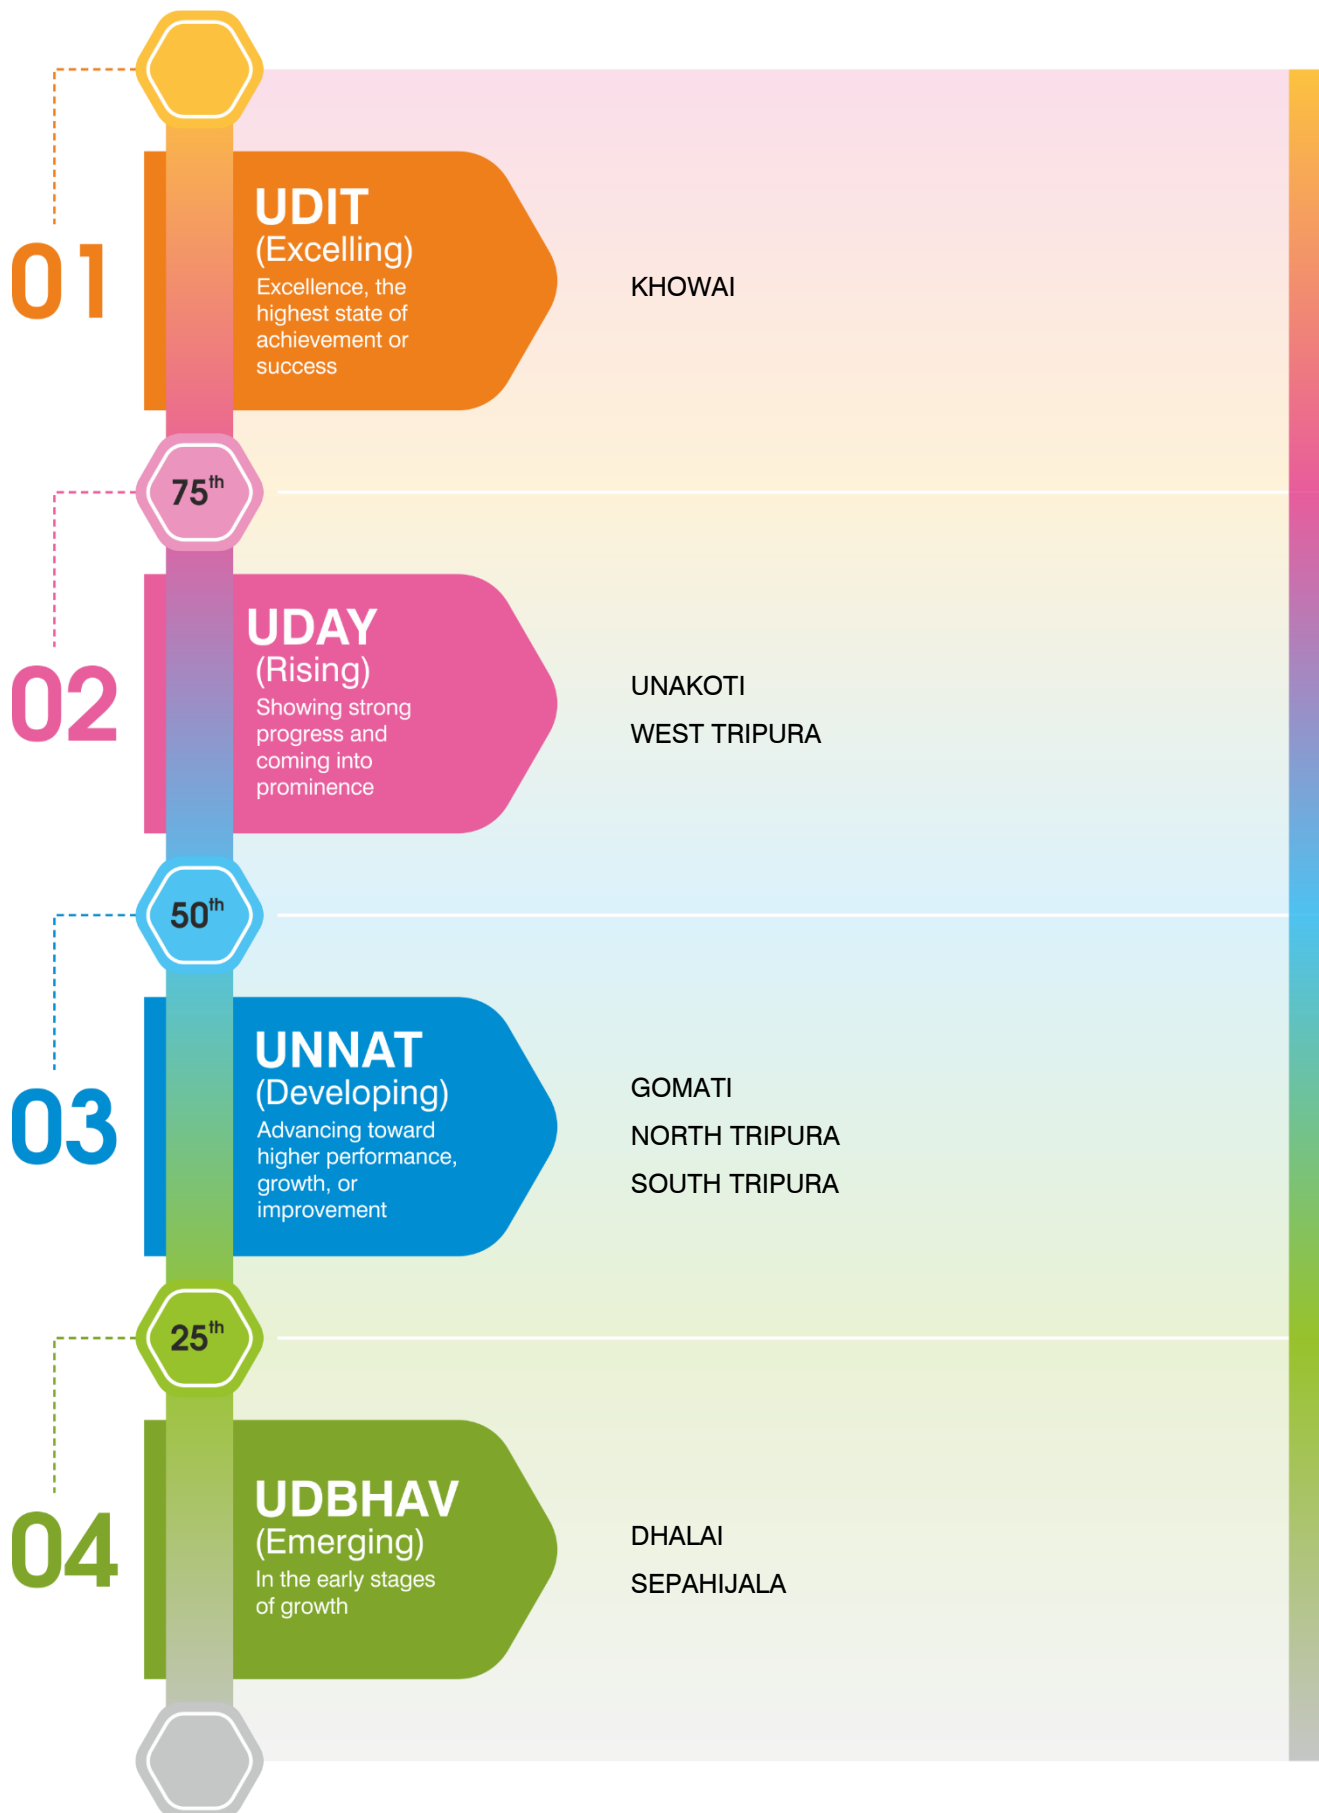 01
UDIT
(Excelling)
Excellence, the
highest state of
achievement or
success
KHOWAI
75th
02
UDAY
(Rising)
Showing strong
progress and
coming into
prominence
UNAKOTI
WEST TRIPURA
50th
03
UNNAT
(Developing)
Advancing toward
higher performance,
growth, or
improvement
GOMATI
NORTH TRIPURA
SOUTH TRIPURA
25th
04
UDBHAV
(Emerging)
In the early stages
of growth
DHALAI
SEPAHIJALA